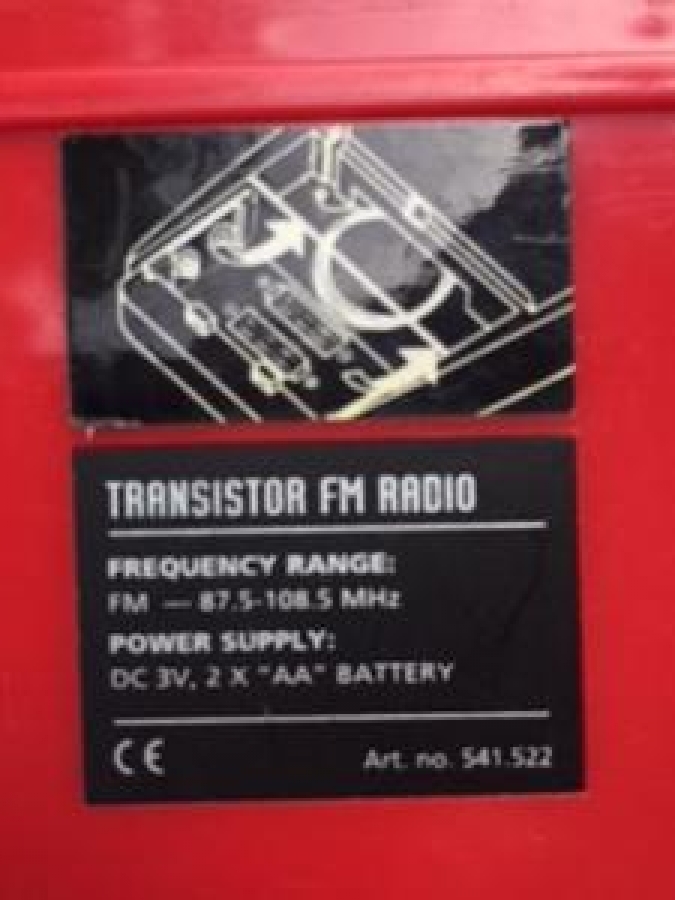 TRANSISTOR FM RADIO
FREQUENCY RANGE:
FM — 87.5-108.5 MHz
POWER SUPPLY:
DC 3V, 2 X "AA" BATTERY
CE Art. no. 541.522